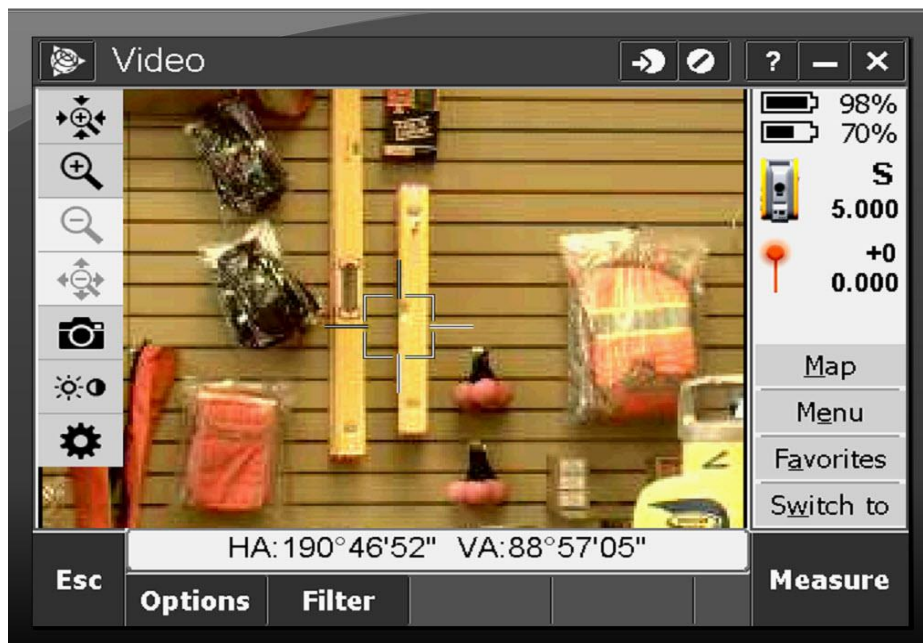 Video
?
98%
70%
S
5.000
+0
0.000
Map
Menu
Favorites
Switch to
HA:190°46'52" VA:88°57'05"
Esc
Options Filter
Measure